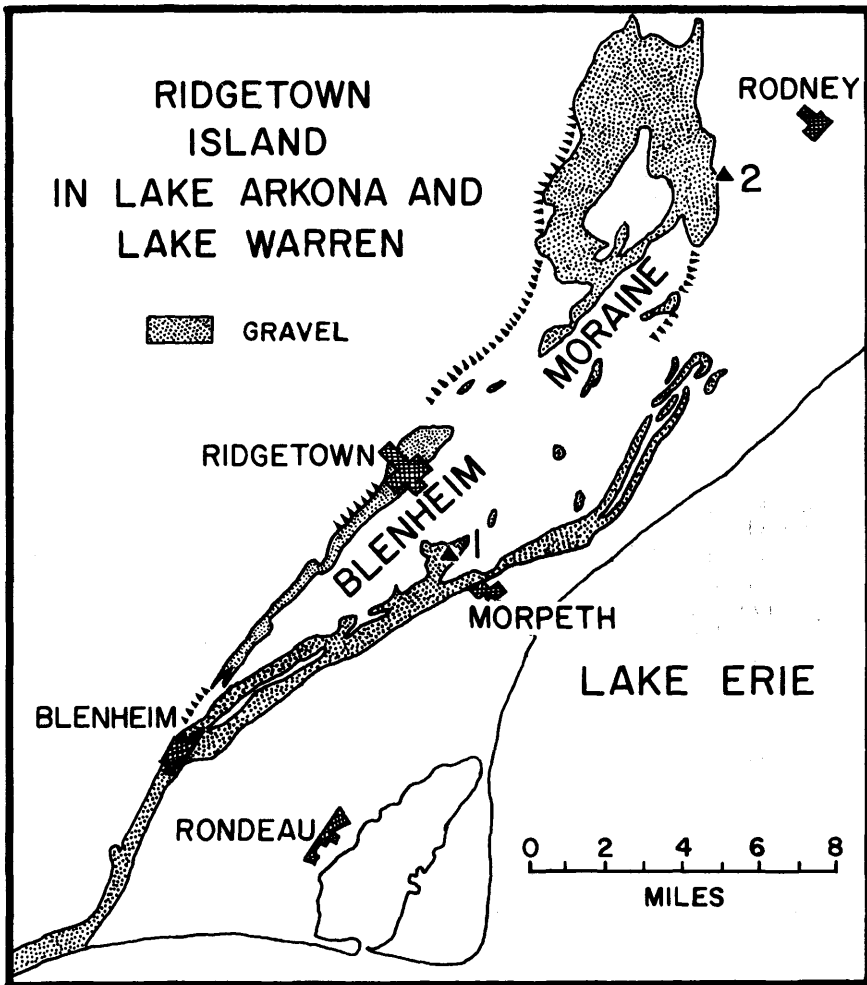 RIDGETOWN
ISLAND
IN LAKE ARKONA AND
LAKE WARREN
GRAVEL
RODNEY
2
MORAINE
RIDGETOWN
BLENHEIM
1
MORPETH
LAKE ERIE
BLENHEIM
RONDEAU
0 2 4 6 8
MILES